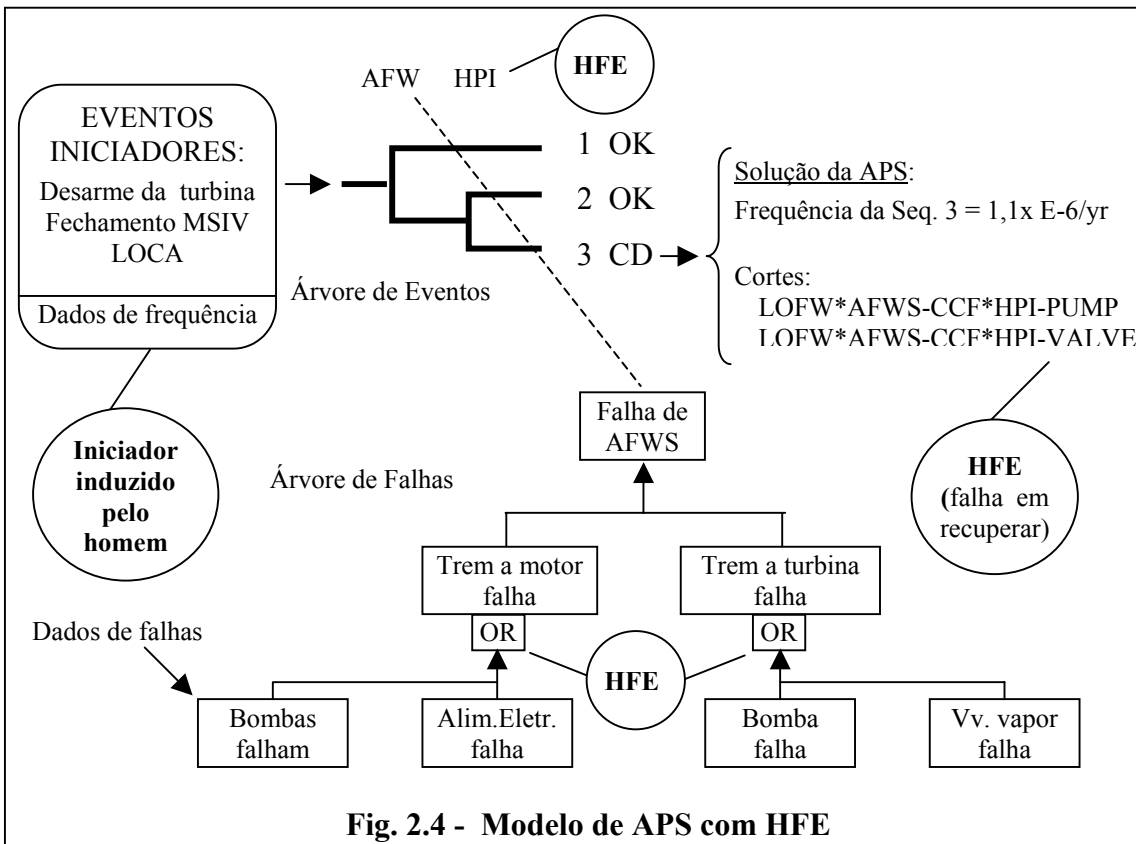 AFW HPI
HFE
EVENTOS
INICIADORES:
Desarme da turbina
Fechamento MSIV
LOCA
Dados de frequência
1 OK
2 OK
3 CD
Árvore de Eventos
Solução da APS:
Frequência da Seq. 3 = 1,1x E-6/yr
Cortes:
LOFW*AFWS-CCF*HPI-PUMP
LOFW*AFWS-CCF*HPI-VALVE
Iniciador
induzido
pelo
homem
Falha de
AFWS
Árvore de Falhas
HFE
(falha em
recuperar)
Trem a motor
falha
Trem a turbina
falha
OR
OR
Dados de falhas
HFE
Bombas
falham
Alim.Eletr.
falha
Bomba
falha
Vv. vapor
falha
Fig. 2.4 - Modelo de APS com HFE